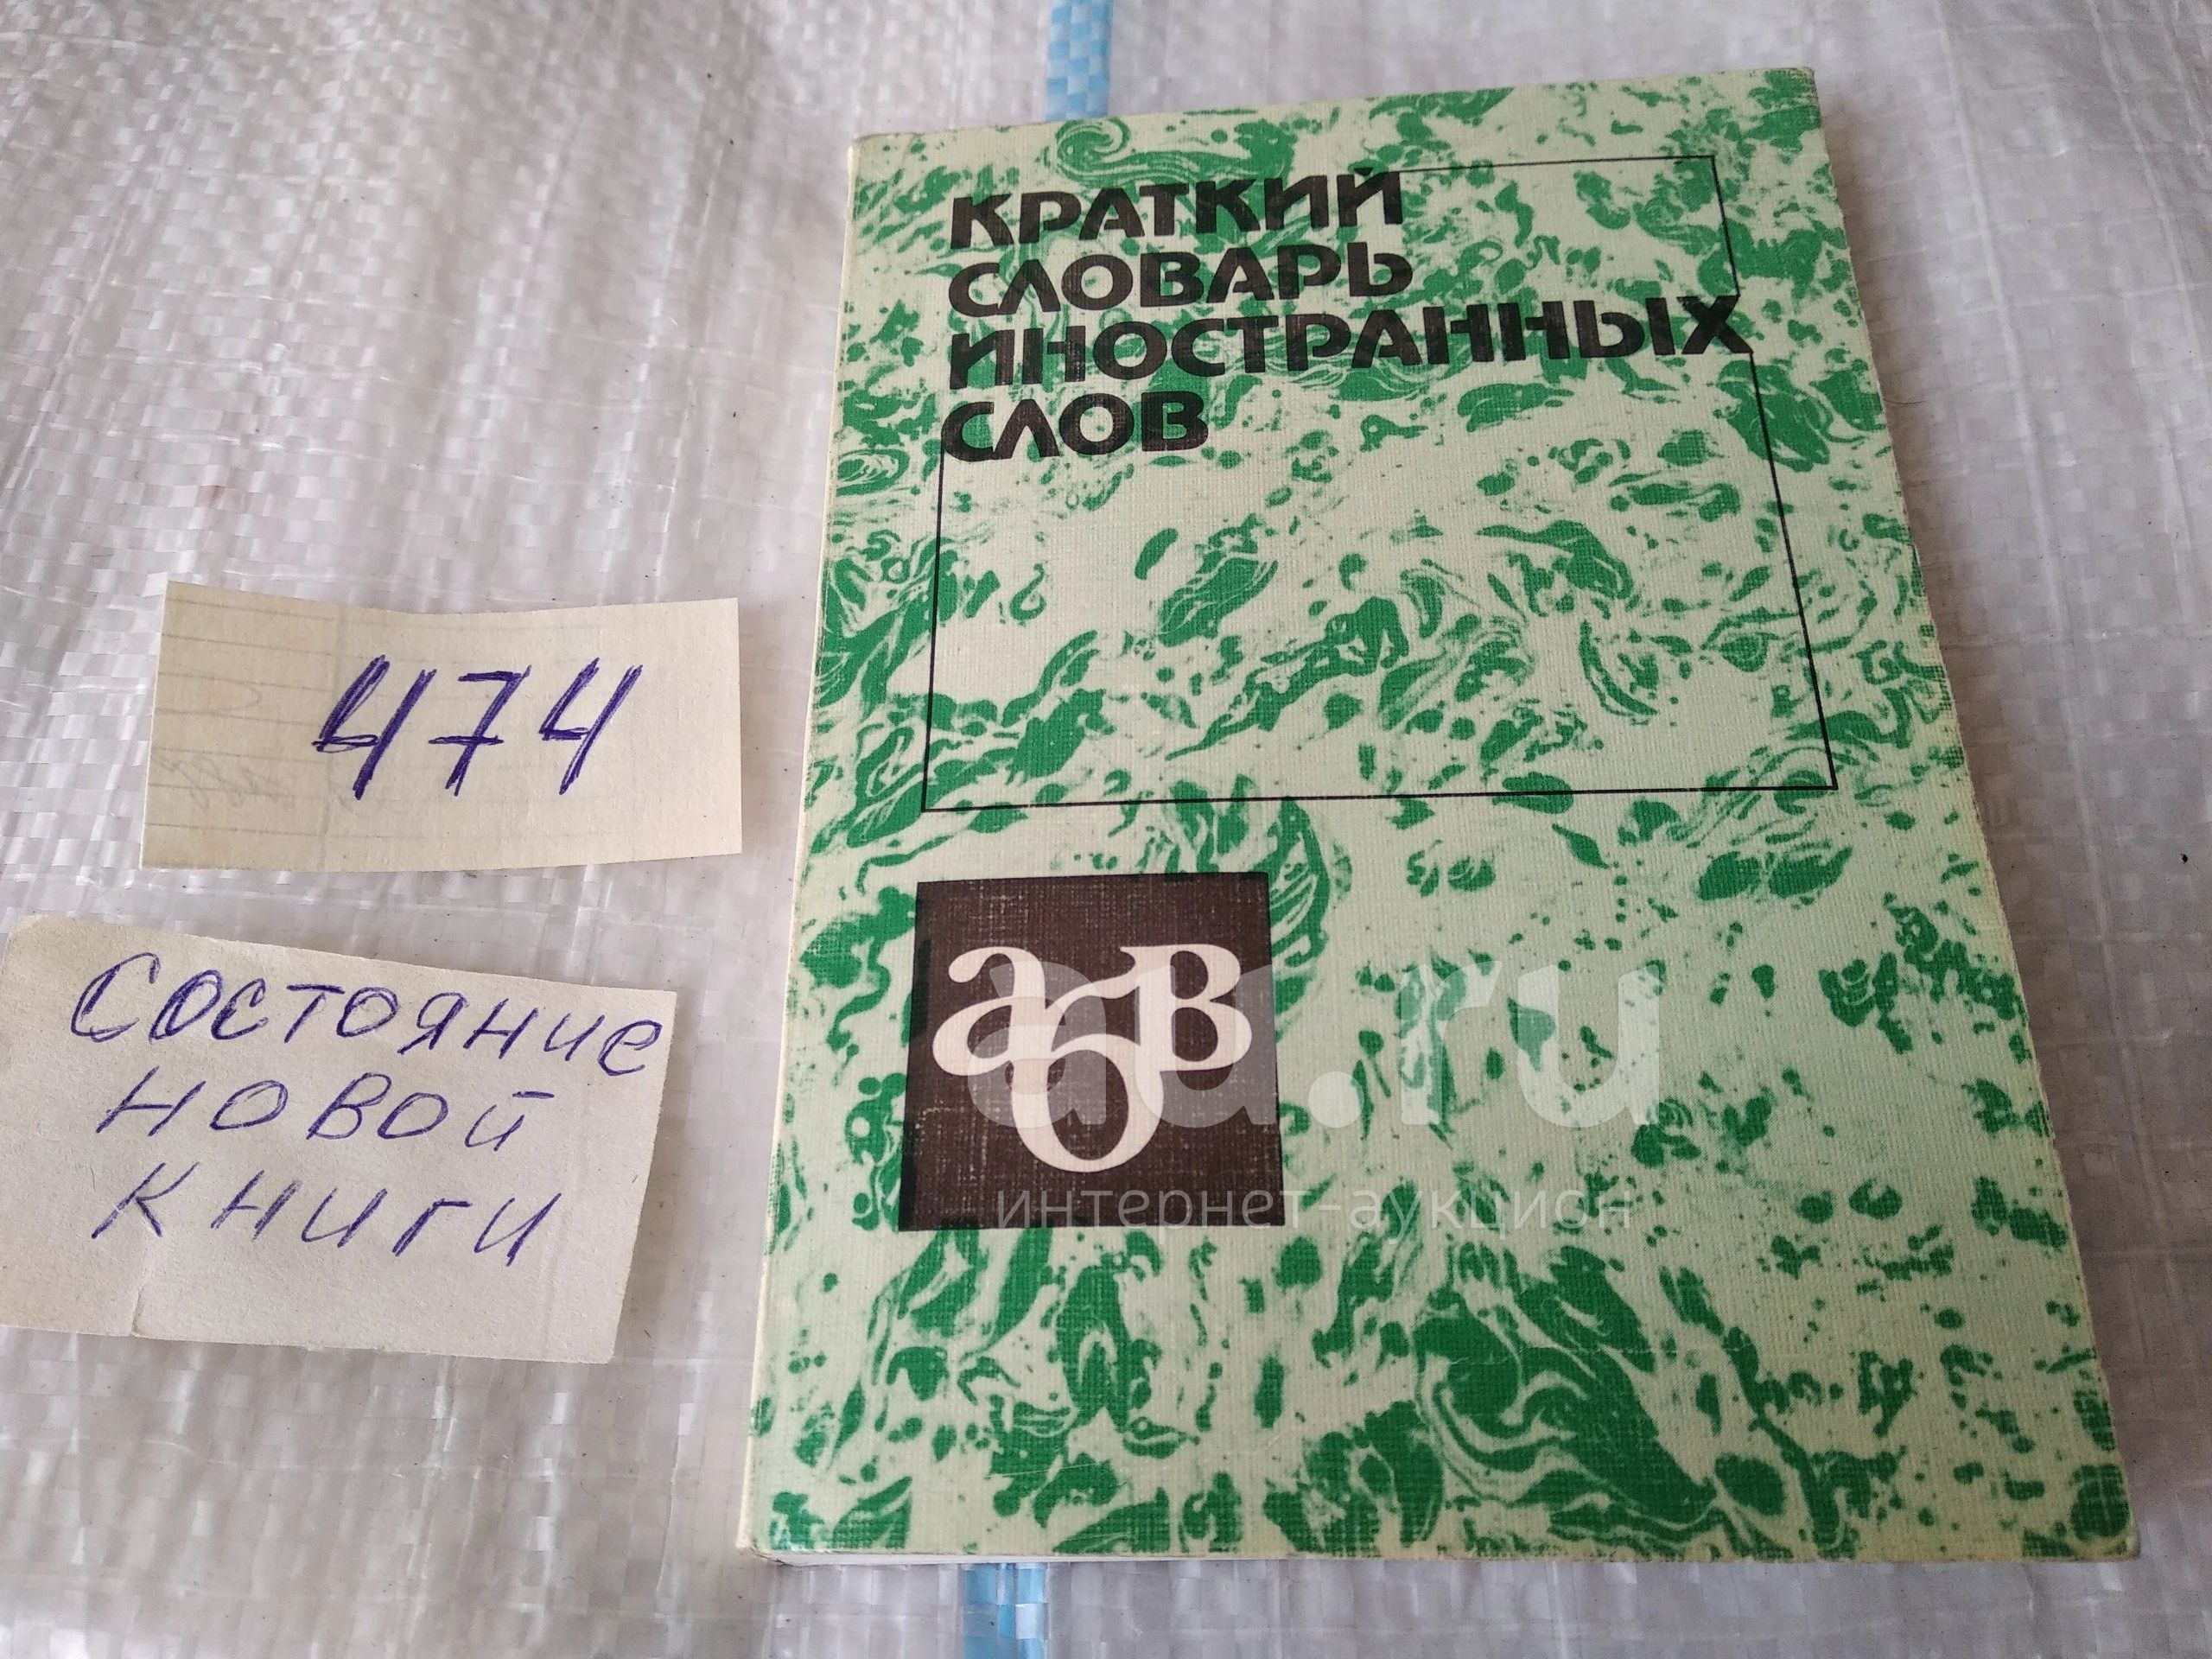 КРАТКИЙ
СЛОВАРЬ
ИНОСТРАННЫХ
СЛОВ
474
Состояние
новой
книги
абв
au.ru
интернет-аукцион